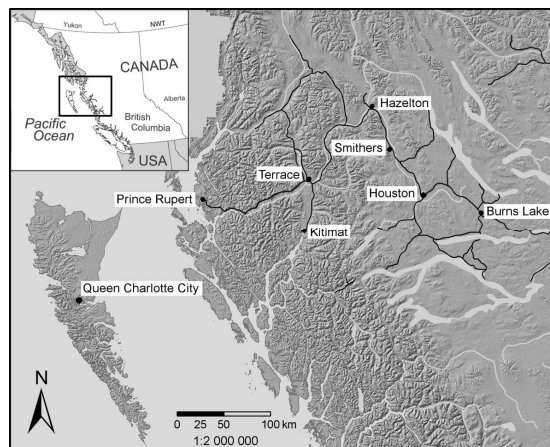 Yukon
NWT
CANADA
Alberta
British
Columbia
Pacific
Ocean
USA
Hazelton
Smithers
Terrace
Houston
Prince Rupert
Burns Lake
Kitimat
Queen Charlotte City
N
0 25 50 100 km
1:2 000 000